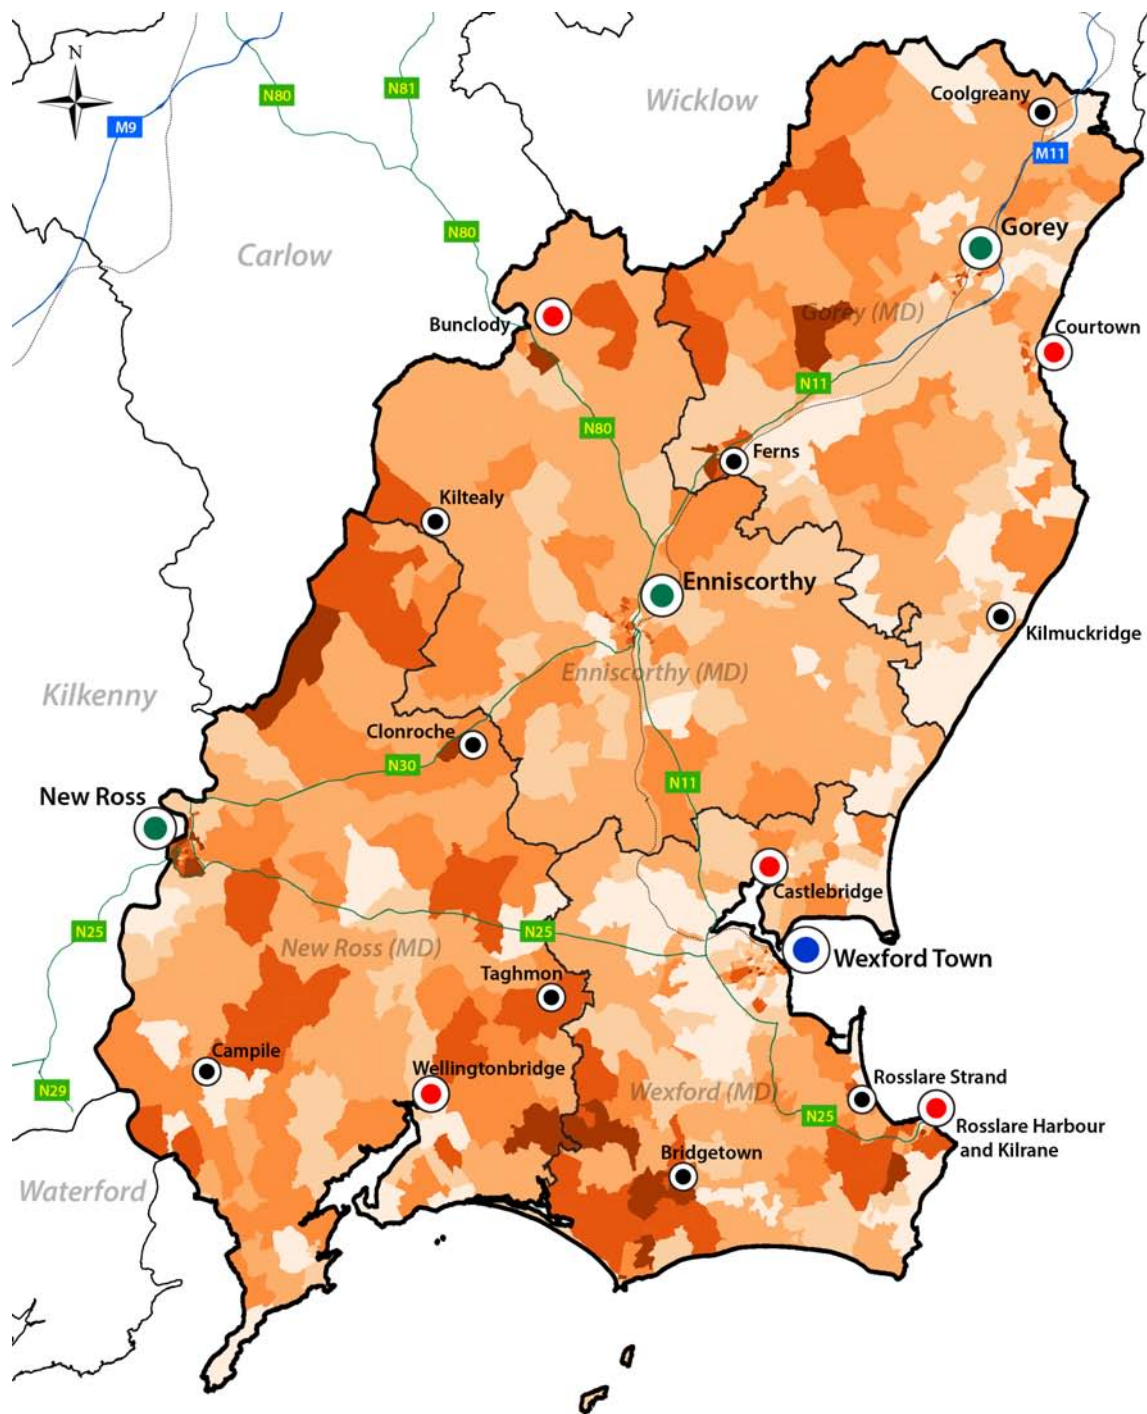 N
N80
N81
Wicklow
Coolgreany
M9
M11
Gorey
N80
Carlow
Gorey (MD)
Bunclody
Courtown
N11
N80
Ferns
Kiltealy
Enniscorthy
Kilmuckridge
Enniscorthy (MD)
Kilkenny
Clonroche
N30
N11
New Ross
Castlebridge
N25
N25
New Ross (MD)
Wexford Town
Taghmon
Campile
Wellingtonbridge
Rosslare Strand
N29
Wexford (MD)
N25
Rosslare Harbour
and Kilrane
Bridgetown
Waterford